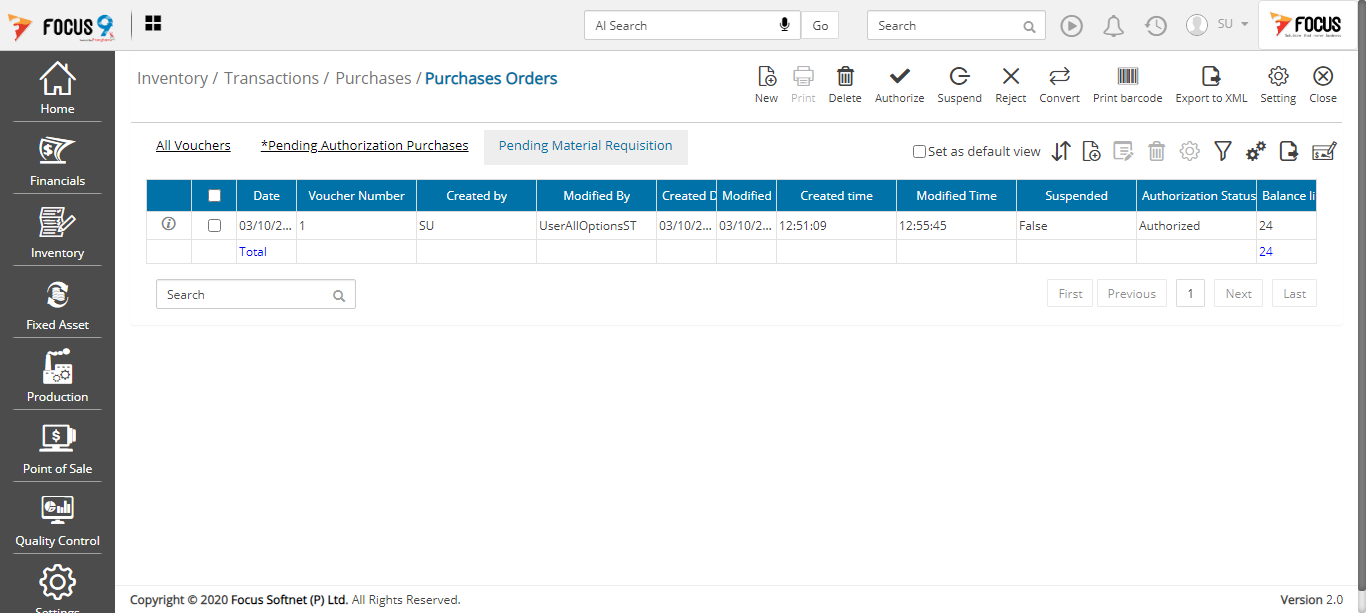 FOCUS 9
AI Search
Go
Search
SU
FOCUS
Home
Financials
Inventory
Fixed Asset
Production
Point of Sale
Quality Control
Settings
Inventory / Transactions / Purchases / Purchases Orders
New Print Delete Authorize Suspend Reject Convert Print barcode Export to XML Setting Close
All Vouchers *Pending Authorization Purchases Pending Material Requisition
Set as default view
Date Voucher Number Created by Modified By Created D Modified Created time Modified Time Suspended Authorization Status Balance li
03/10/2... 1 SU UserAllOptionsST 03/10/2... 03/10/2... 12:51:09 12:55:45 False Authorized 24
Total 24
Search
First Previous 1 Next Last
Copyright © 2020 Focus Softnet (P) Ltd. All Rights Reserved.
Version 2.0